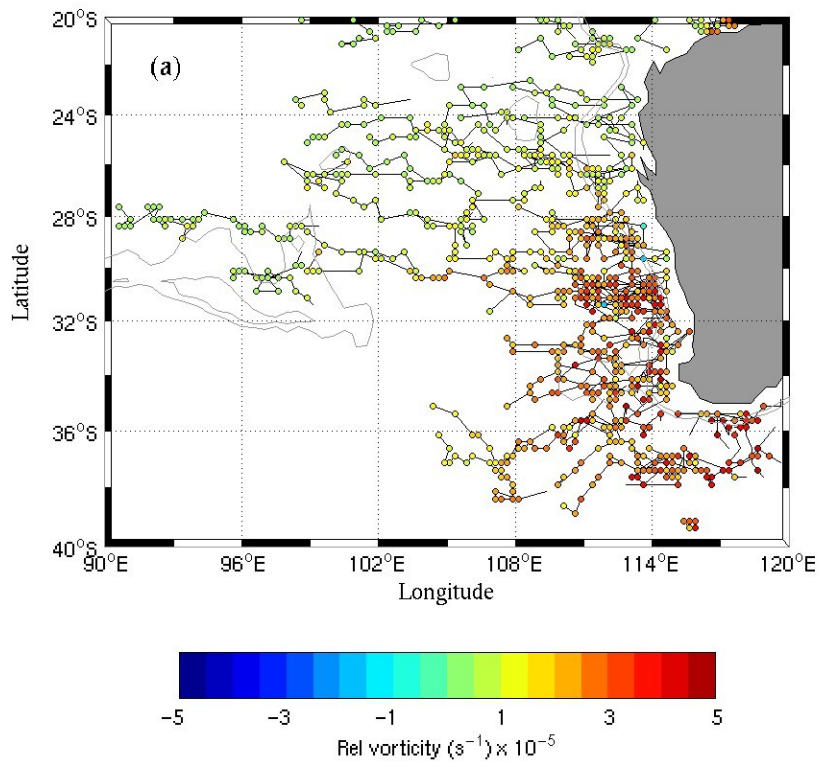 20°S
(a)
24°S
28°S
Latitude
32°S
36°S
40°S
90°E 96°E 102°E 108°E 114°E 120°E
Longitude
−5 −3 −1 1 3 5
Rel vorticity (s⁻¹) x 10⁻⁵